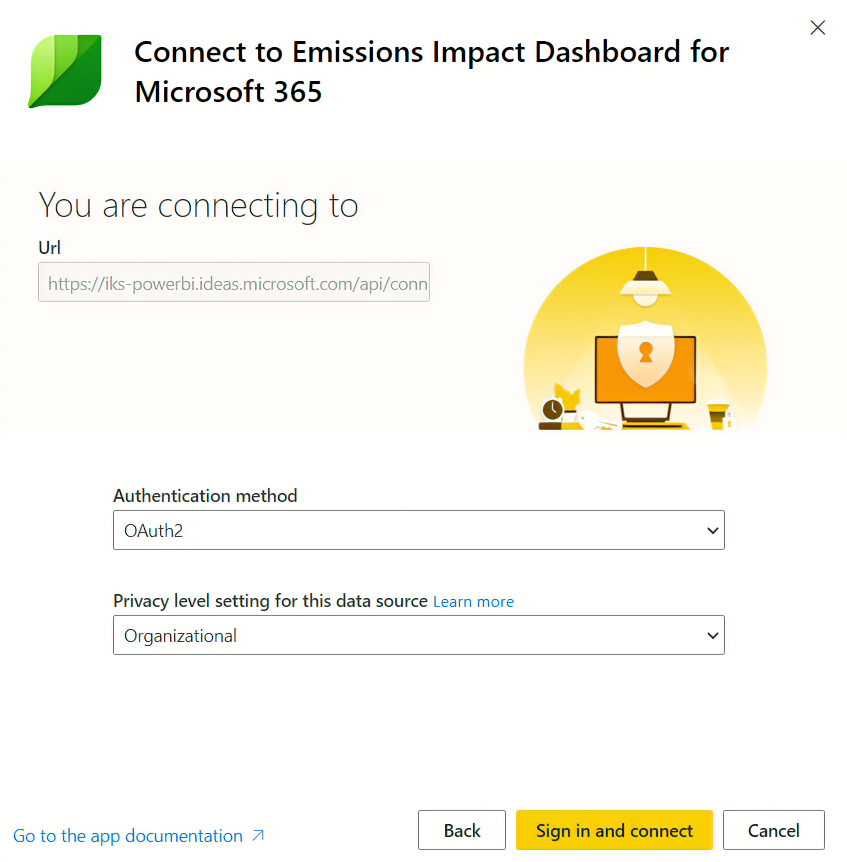 Connect to Emissions Impact Dashboard for
Microsoft 365
You are connecting to
Url
https://iks-powerbi.ideas.microsoft.com/api/conn
Authentication method
OAuth2
Privacy level setting for this data source Learn more
Organizational
Go to the app documentation
Back
Sign in and connect
Cancel